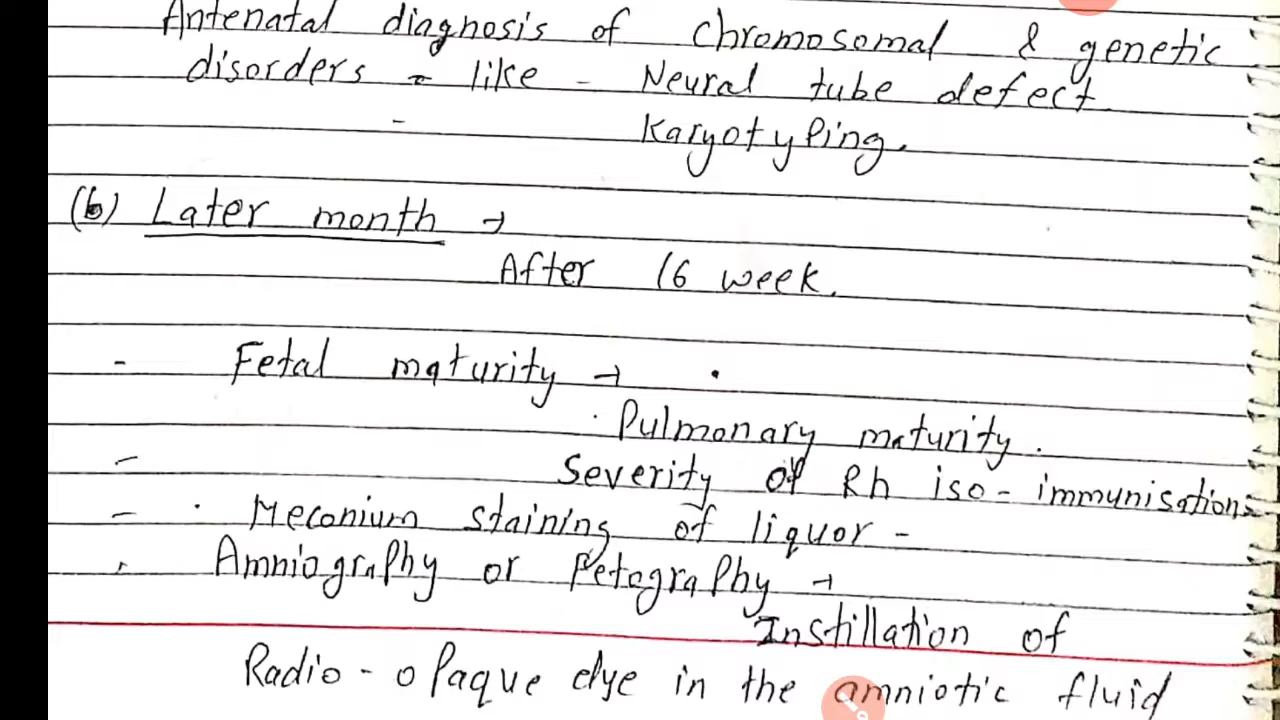 Antenatal diagnosis of chromosomal & genetic
disorders - like - Neural tube defect
- Karyotyping.
(b) Later month →
After 16 week.
- Fetal maturity →
Pulmonary maturity.
- Severity of Rh iso-immunisation
- Meconium staining of liquor -
Amniography or Fetography →
Instillation of
Radio-opaque dye in the amniotic fluid